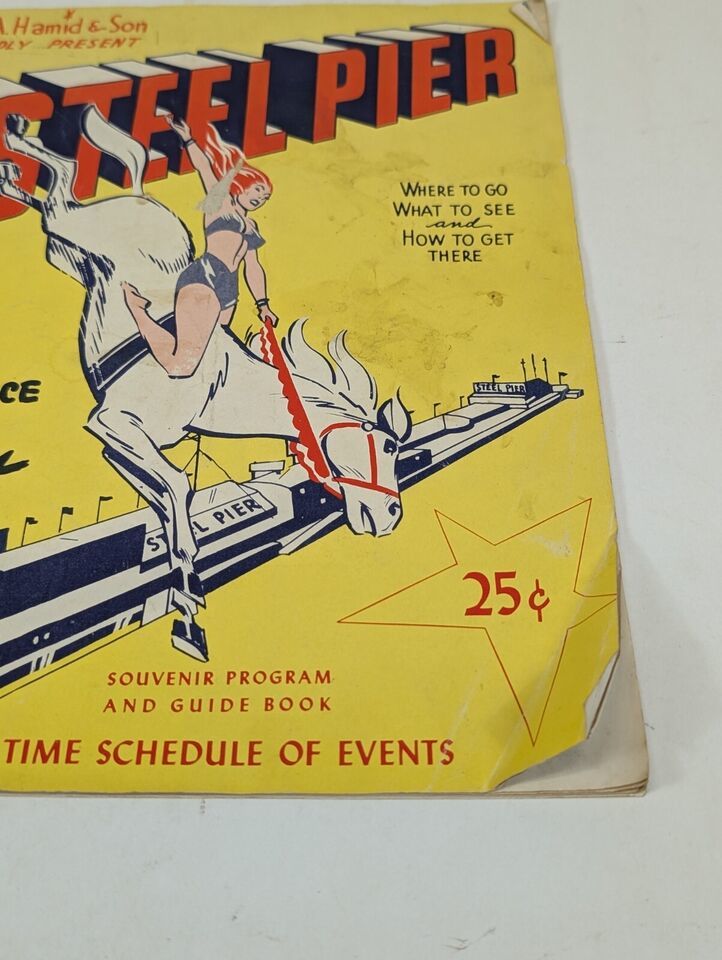 A. Hamid & Son
PRESENT
STEEL PIER
WHERE TO GO
WHAT TO SEE
and
HOW TO GET
THERE
STEEL PIER
CE
STEEL PIER
25¢
SOUVENIR PROGRAM
AND GUIDE BOOK
TIME SCHEDULE OF EVENTS